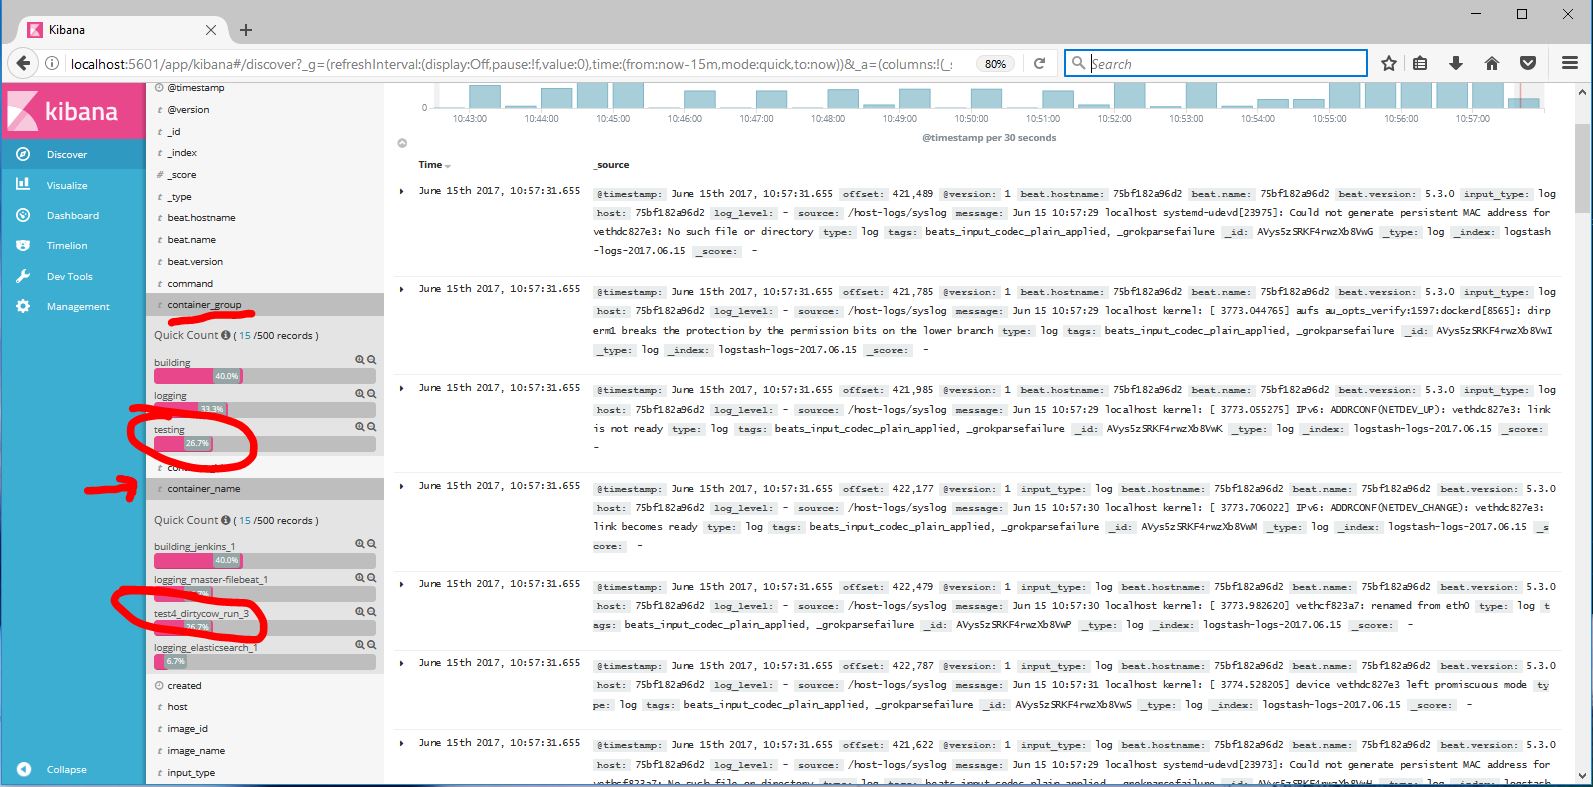 Kibana
localhost:5601/app/kibana#/discover?_g=(refreshInterval:(display:Off,pause:!f,value:0),time:(from:now-15m,mode:quick,to:now))&_a=(columns:!(_s
80%
Search
kibana
Discover
Visualize
Dashboard
Timelion
Dev Tools
Management
Collapse
@timestamp
t @version
t _id
t _index
# _score
t _type
t beat.hostname
t beat.name
t beat.version
t command
t container_group
Quick Count ( 15 /500 records )
building
40.0%
logging
33.3%
testing
26.7%
t container_name
Quick Count ( 15 /500 records )
building_jenkins_1
40.0%
logging_master-filebeat_1
test4_dirtycow_run_3
26.7%
logging_elasticsearch_1
6.7%
created
t host
t image_id
t image_name
t input_type
0
10:43:00 10:44:00 10:45:00 10:46:00 10:47:00 10:48:00 10:49:00 10:50:00 10:51:00 10:52:00 10:53:00 10:54:00 10:55:00 10:56:00 10:57:00
@timestamp per 30 seconds
Time _source
June 15th 2017, 10:57:31.655 @timestamp: June 15th 2017, 10:57:31.655 offset: 421,489 @version: 1 beat.hostname: 75bf182a96d2 beat.name: 75bf182a96d2 beat.version: 5.3.0 input_type: log
host: 75bf182a96d2 log_level: - source: /host-logs/syslog message: Jun 15 10:57:29 localhost systemd-udevd[23975]: Could not generate persistent MAC address for
vethdc827e3: No such file or directory type: log tags: beats_input_codec_plain_applied, _grokparsefailure _id: AVys5zSRKF4rwzXb8VwG _type: log _index: logstash
-logs-2017.06.15 _score: -
June 15th 2017, 10:57:31.655 @timestamp: June 15th 2017, 10:57:31.655 offset: 421,785 @version: 1 beat.hostname: 75bf182a96d2 beat.name: 75bf182a96d2 beat.version: 5.3.0 input_type: log
host: 75bf182a96d2 log_level: - source: /host-logs/syslog message: Jun 15 10:57:29 localhost kernel: [ 3773.044765] aufs au_opts_verify:1597:dockerd[8565]: dirp
erm1 breaks the protection by the permission bits on the lower branch type: log tags: beats_input_codec_plain_applied, _grokparsefailure _id: AVys5zSRKF4rwzXb8VwI
_type: log _index: logstash-logs-2017.06.15 _score: -
June 15th 2017, 10:57:31.655 @timestamp: June 15th 2017, 10:57:31.655 offset: 421,985 @version: 1 beat.hostname: 75bf182a96d2 beat.name: 75bf182a96d2 beat.version: 5.3.0 input_type: log
host: 75bf182a96d2 log_level: - source: /host-logs/syslog message: Jun 15 10:57:29 localhost kernel: [ 3773.055275] IPv6: ADDRCONF(NETDEV_UP): vethdc827e3: link
is not ready type: log tags: beats_input_codec_plain_applied, _grokparsefailure _id: AVys5zSRKF4rwzXb8VwK _type: log _index: logstash-logs-2017.06.15 _score:
-
June 15th 2017, 10:57:31.655 @timestamp: June 15th 2017, 10:57:31.655 offset: 422,177 @version: 1 input_type: log beat.hostname: 75bf182a96d2 beat.name: 75bf182a96d2 beat.version: 5.3.0
host: 75bf182a96d2 log_level: - source: /host-logs/syslog message: Jun 15 10:57:30 localhost kernel: [ 3773.706022] IPv6: ADDRCONF(NETDEV_CHANGE): vethdc827e3:
link becomes ready type: log tags: beats_input_codec_plain_applied, _grokparsefailure _id: AVys5zSRKF4rwzXb8VwM _type: log _index: logstash-logs-2017.06.15 _s
core: -
June 15th 2017, 10:57:31.655 @timestamp: June 15th 2017, 10:57:31.655 offset: 422,479 @version: 1 input_type: log beat.hostname: 75bf182a96d2 beat.name: 75bf182a96d2 beat.version: 5.3.0
host: 75bf182a96d2 log_level: - source: /host-logs/syslog message: Jun 15 10:57:30 localhost kernel: [ 3773.982620] vethcf823a7: renamed from eth0 type: log t
ags: beats_input_codec_plain_applied, _grokparsefailure _id: AVys5zSRKF4rwzXb8VwP _type: log _index: logstash-logs-2017.06.15 _score: -
June 15th 2017, 10:57:31.655 @timestamp: June 15th 2017, 10:57:31.655 offset: 422,787 @version: 1 input_type: log beat.hostname: 75bf182a96d2 beat.name: 75bf182a96d2 beat.version: 5.3.0
host: 75bf182a96d2 log_level: - source: /host-logs/syslog message: Jun 15 10:57:31 localhost kernel: [ 3774.528205] device vethdc827e3 left promiscuous mode ty
pe: log tags: beats_input_codec_plain_applied, _grokparsefailure _id: AVys5zSRKF4rwzXb8VwS _type: log _index: logstash-logs-2017.06.15 _score: -
June 15th 2017, 10:57:31.655 @timestamp: June 15th 2017, 10:57:31.655 offset: 421,622 @version: 1 input_type: log beat.hostname: 75bf182a96d2 beat.name: 75bf182a96d2 beat.version: 5.3.0
host: 75bf182a96d2 log_level: - source: /host-logs/syslog message: Jun 15 10:57:29 localhost systemd-udevd[23973]: Could not generate persistent MAC address for